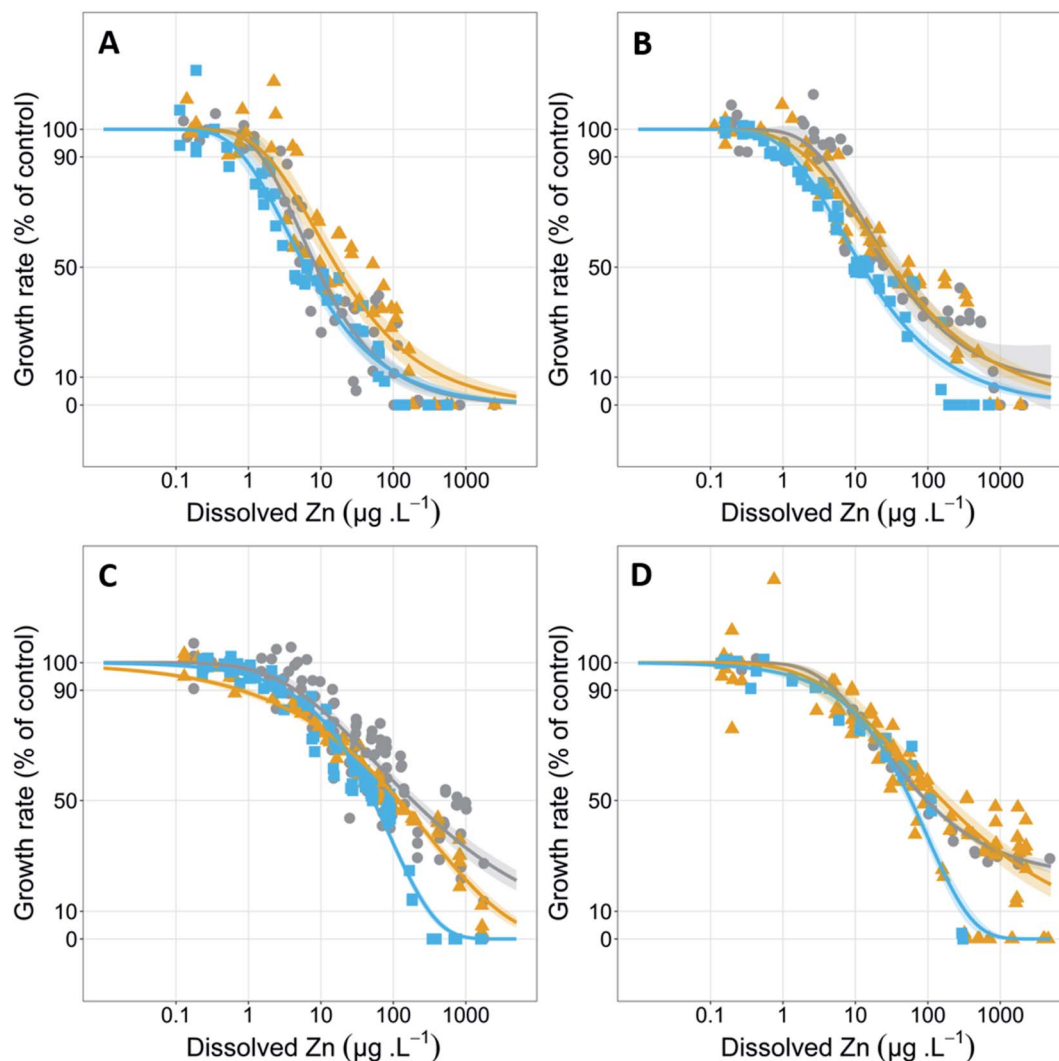 A
Growth rate (% of control)
100
90
50
10
0
0.1 1 10 100 1000
Dissolved Zn (µg .L⁻¹)
B
Growth rate (% of control)
100
90
50
10
0
0.1 1 10 100 1000
Dissolved Zn (µg .L⁻¹)
C
Growth rate (% of control)
100
90
50
10
0
0.1 1 10 100 1000
Dissolved Zn (µg .L⁻¹)
D
Growth rate (% of control)
100
90
50
10
0
0.1 1 10 100 1000
Dissolved Zn (µg .L⁻¹)